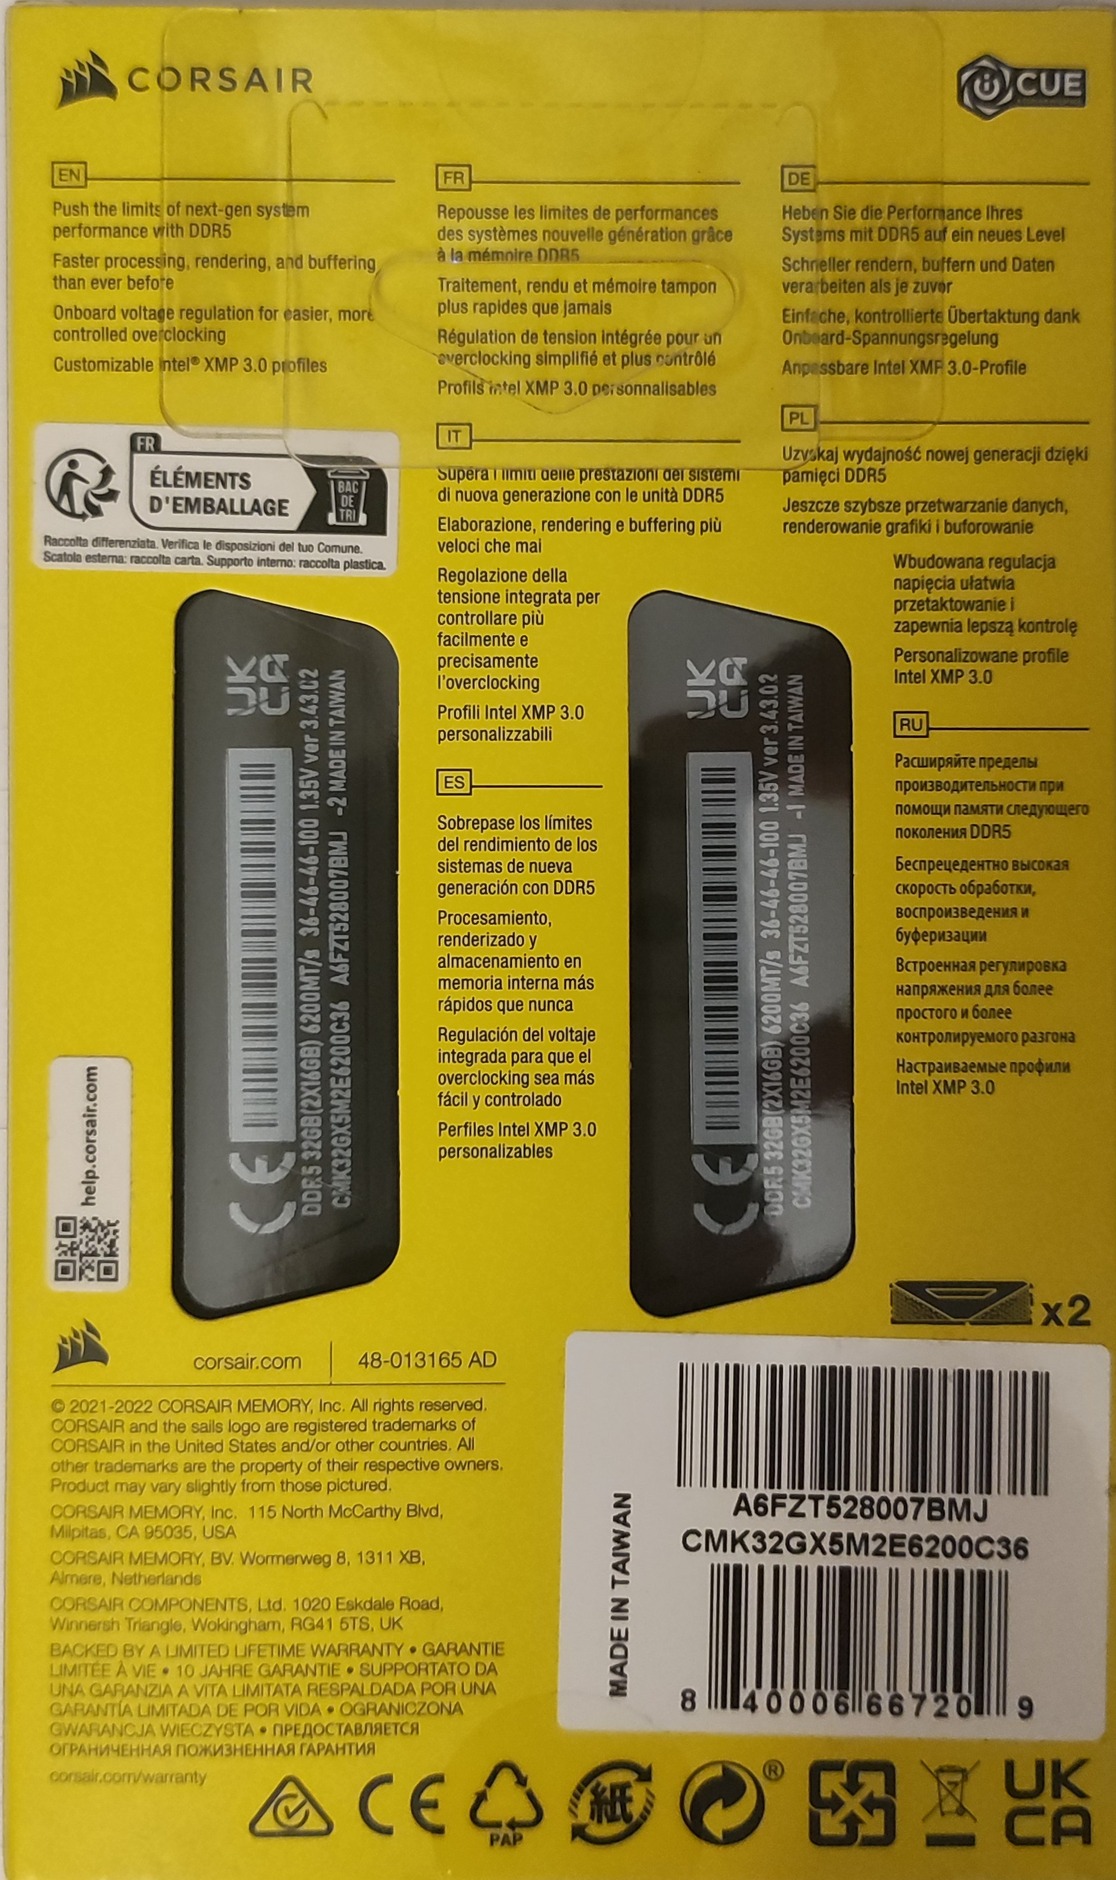 CORSAIR
iCUE
EN
Push the limits of next-gen system
performance with DDR5
Faster processing, rendering, and buffering
than ever before
Onboard voltage regulation for easier, more
controlled overclocking
Customizable Intel® XMP 3.0 profiles
FR
Repousse les limites de performances
des systèmes nouvelle génération grâce
à la mémoire DDR5
Traitement, rendu et mémoire tampon
plus rapides que jamais
Régulation de tension intégrée pour un
overclocking simplifié et plus contrôlé
Profils Intel XMP 3.0 personnalisables
DE
Heben Sie die Performance Ihres
Systems mit DDR5 auf ein neues Level
Schneller rendern, buffern und Daten
verarbeiten als je zuvor
Einfache, kontrollierte Übertaktung dank
Onboard-Spannungsregelung
Anpassbare Intel XMP 3.0-Profile
FR
ÉLÉMENTS
D'EMBALLAGE
BAC
DE
TRI
Raccolta differenziata. Verifica le disposizioni del tuo Comune.
Scatola esterna: raccolta carta. Supporto interno: raccolta plastica.
IT
Supera i limiti delle prestazioni dei sistemi
di nuova generazione con le unità DDR5
Elaborazione, rendering e buffering più
veloci che mai
Regolazione della
tensione integrata per
controllare più
facilmente e
precisamente
l'overclocking
Profili Intel XMP 3.0
personalizzabili
PL
Uzyskaj wydajność nowej generacji dzięki
pamięci DDR5
Jeszcze szybsze przetwarzanie danych,
renderowanie grafiki i buforowanie
Wbudowana regulacja
napięcia ułatwia
przetaktowanie i
zapewnia lepszą kontrolę
Personalizowane profile
Intel XMP 3.0
ES
Sobrepase los límites
del rendimiento de los
sistemas de nueva
generación con DDR5
Procesamiento,
renderizado y
almacenamiento en
memoria interna más
rápidos que nunca
Regulación del voltaje
integrada para que el
overclocking sea más
fácil y controlado
Perfiles Intel XMP 3.0
personalizables
RU
Расширяйте пределы
производительности при
помощи памяти следующего
поколения DDR5
Беспрецедентно высокая
скорость обработки,
воспроизведения и
буферизации
Встроенная регулировка
напряжения для более
простого и более
контролируемого разгона
Настраиваемые профили
Intel XMP 3.0
CE
UK
CA
DDR5 32GB(2X16GB) 6200MT/s 36-46-46-100 1.35V ver 3.43.02
CMK32GX5M2E6200C36 A6FZT528007BMJ -2 MADE IN TAIWAN
CE
UK
CA
DDR5 32GB(2X16GB) 6200MT/s 36-46-46-100 1.35V ver 3.43.02
CMK32GX5M2E6200C36 A6FZT528007BMJ -1 MADE IN TAIWAN
help.corsair.com
x2
corsair.com
48-013165 AD
© 2021-2022 CORSAIR MEMORY, Inc. All rights reserved.
CORSAIR and the sails logo are registered trademarks of
CORSAIR in the United States and/or other countries. All
other trademarks are the property of their respective owners.
Product may vary slightly from those pictured.
CORSAIR MEMORY, Inc. 115 North McCarthy Blvd,
Milpitas, CA 95035, USA
CORSAIR MEMORY, BV. Wormerweg 8, 1311 XB,
Almere, Netherlands
CORSAIR COMPONENTS, Ltd. 1020 Eskdale Road,
Winnersh Triangle, Wokingham, RG41 5TS, UK
BACKED BY A LIMITED LIFETIME WARRANTY • GARANTIE
LIMITÉE À VIE • 10 JAHRE GARANTIE • SUPPORTATO DA
UNA GARANZIA A VITA LIMITATA RESPALDADA POR UNA
GARANTÍA LIMITADA DE POR VIDA • OGRANICZONA
GWARANCJA WIECZYSTA • ПРЕДОСТАВЛЯЕТСЯ
ОГРАНИЧЕННАЯ ПОЖИЗНЕННАЯ ГАРАНТИЯ
corsair.com/warranty
MADE IN TAIWAN
A6FZT528007BMJ
CMK32GX5M2E6200C36
8 40006 66720 9
CE
PAP
紙
®
UK
CA